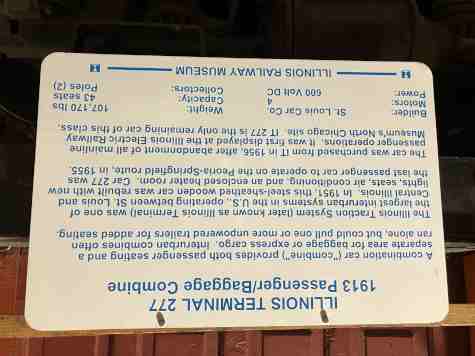 ILLINOIS TERMINAL 277
1913 Passenger/Baggage Combine
A combination car ("combine") provides both passenger seating and a
separate area for baggage or express cargo. Interurban combines often
ran alone, but could pull one or more unpowered trailers for added seating.
The Illinois Traction System (later known as Illinois Terminal) was one of
the largest interurban systems in the U.S., operating between St. Louis and
Central Illinois. In 1951, this steel-sheathed wooden car was rebuilt with new
lights, seats, air conditioning, and an enclosed heater room. Car 277 was
the last passenger car to operate on the Peoria-Springfield route, in 1955.
The car was purchased from IT in 1956, after abandonment of all mainline
passenger operations. It was first displayed at the Illinois Electric Railway
Museum's North Chicago site. IT 277 is the only remaining car of this class.
Builder: St. Louis Car Co. Weight: 107,170 lbs
Motors: 4 Capacity: 43 seats
Power: 600 Volt DC Collectors: Poles (2)
ILLINOIS RAILWAY MUSEUM